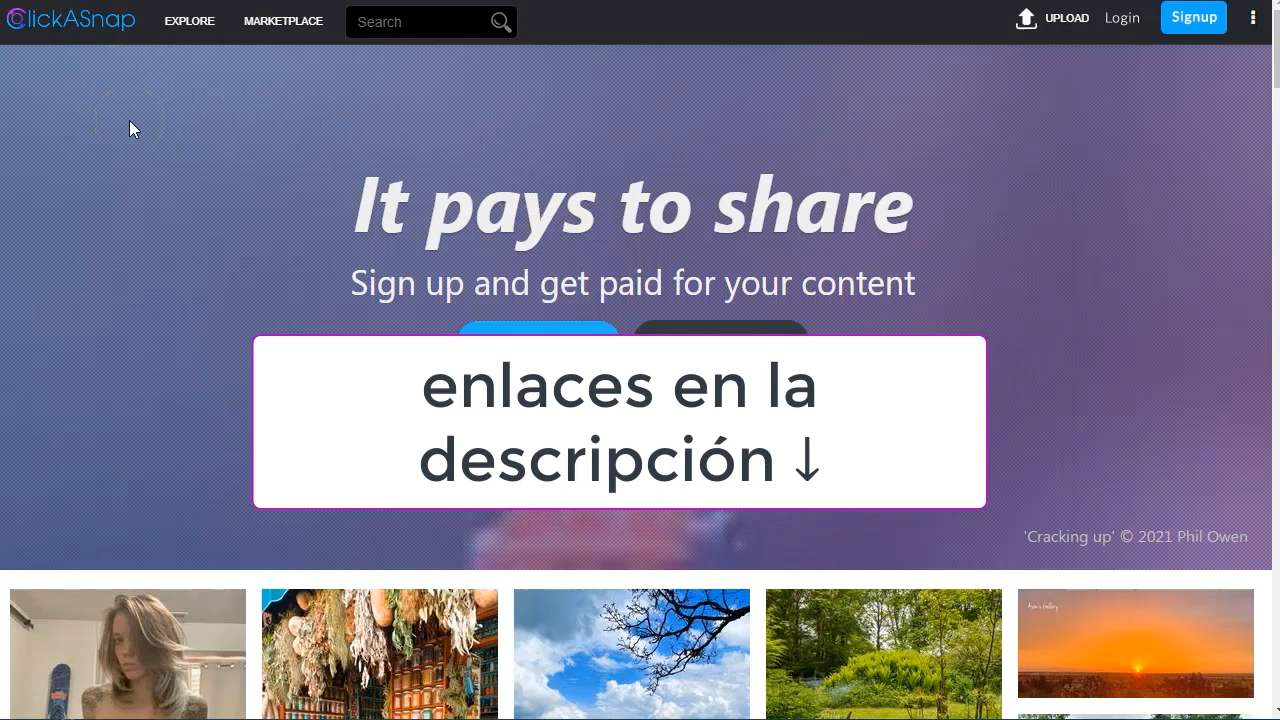 ClickASnap
EXPLORE
MARKETPLACE
Search
UPLOAD
Login
Signup
It pays to share
Sign up and get paid for your content
enlaces en la
descripción ↓
'Cracking up' © 2021 Phil Owen